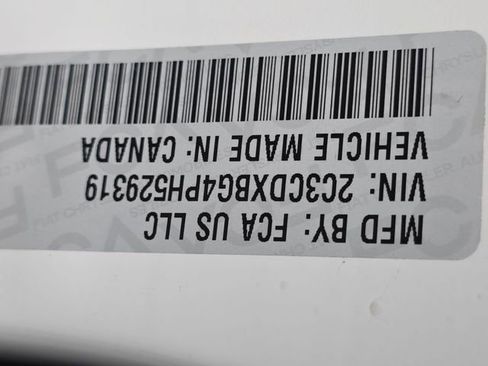 MFD BY: FCA US LLC
VIN: 2C3CDXBG4PH529319
VEHICLE MADE IN: CANADA